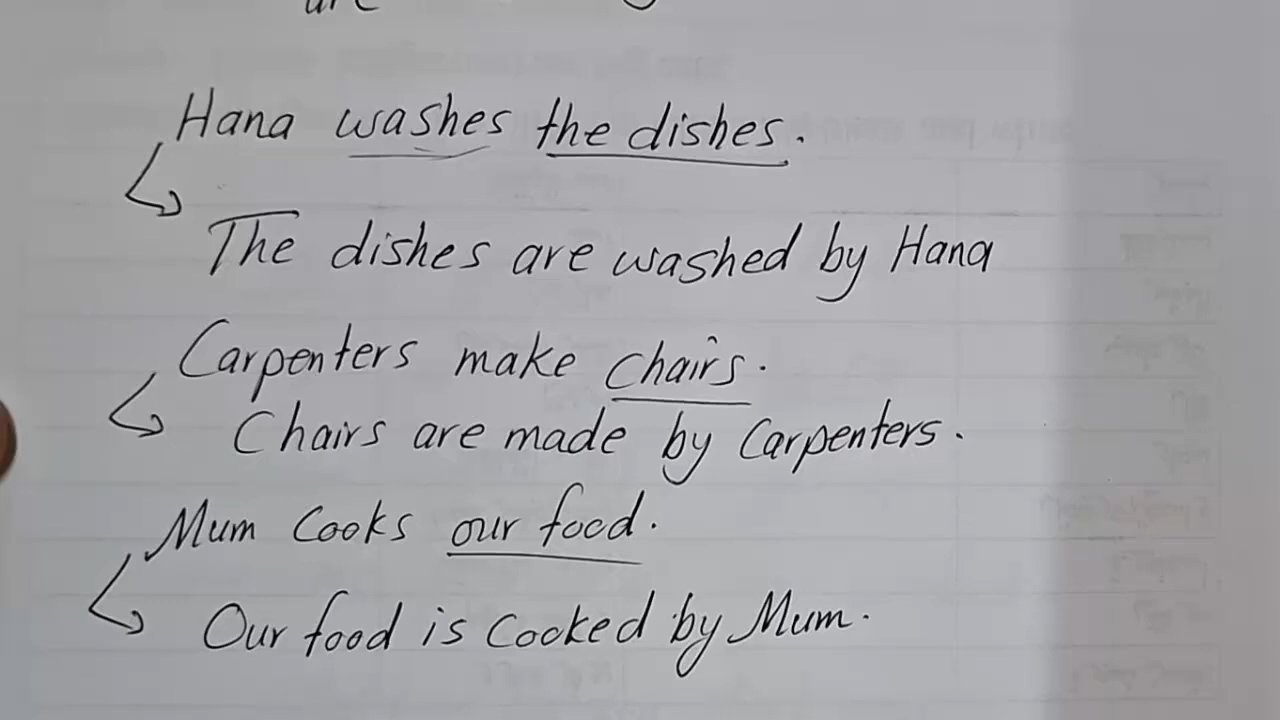 are
Hana washes the dishes.
The dishes are washed by Hana
Carpenters make chairs.
Chairs are made by Carpenters.
Mum Cooks our food.
Our food is Cooked by Mum.